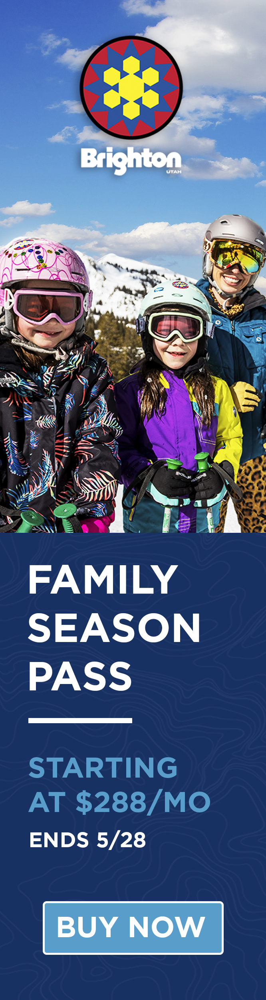 Brighton
UTAH
FAMILY
SEASON
PASS
STARTING
AT $288/MO
ENDS 5/28
BUY NOW